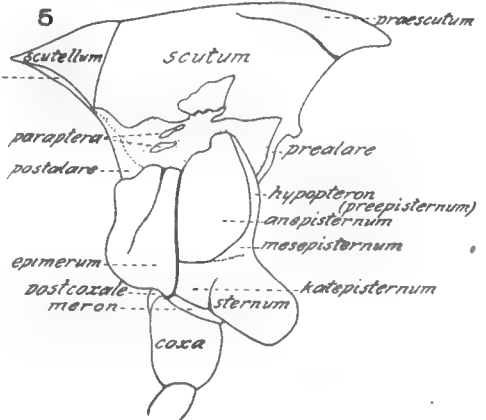 5
praescutum
scutellum
scutum
paraptera
postalare
prealare
hypopteron
(preepisternum)
anepisternum
mesepisternum
epimerum
postcoxale
meron
katepisternum
sternum
coxa